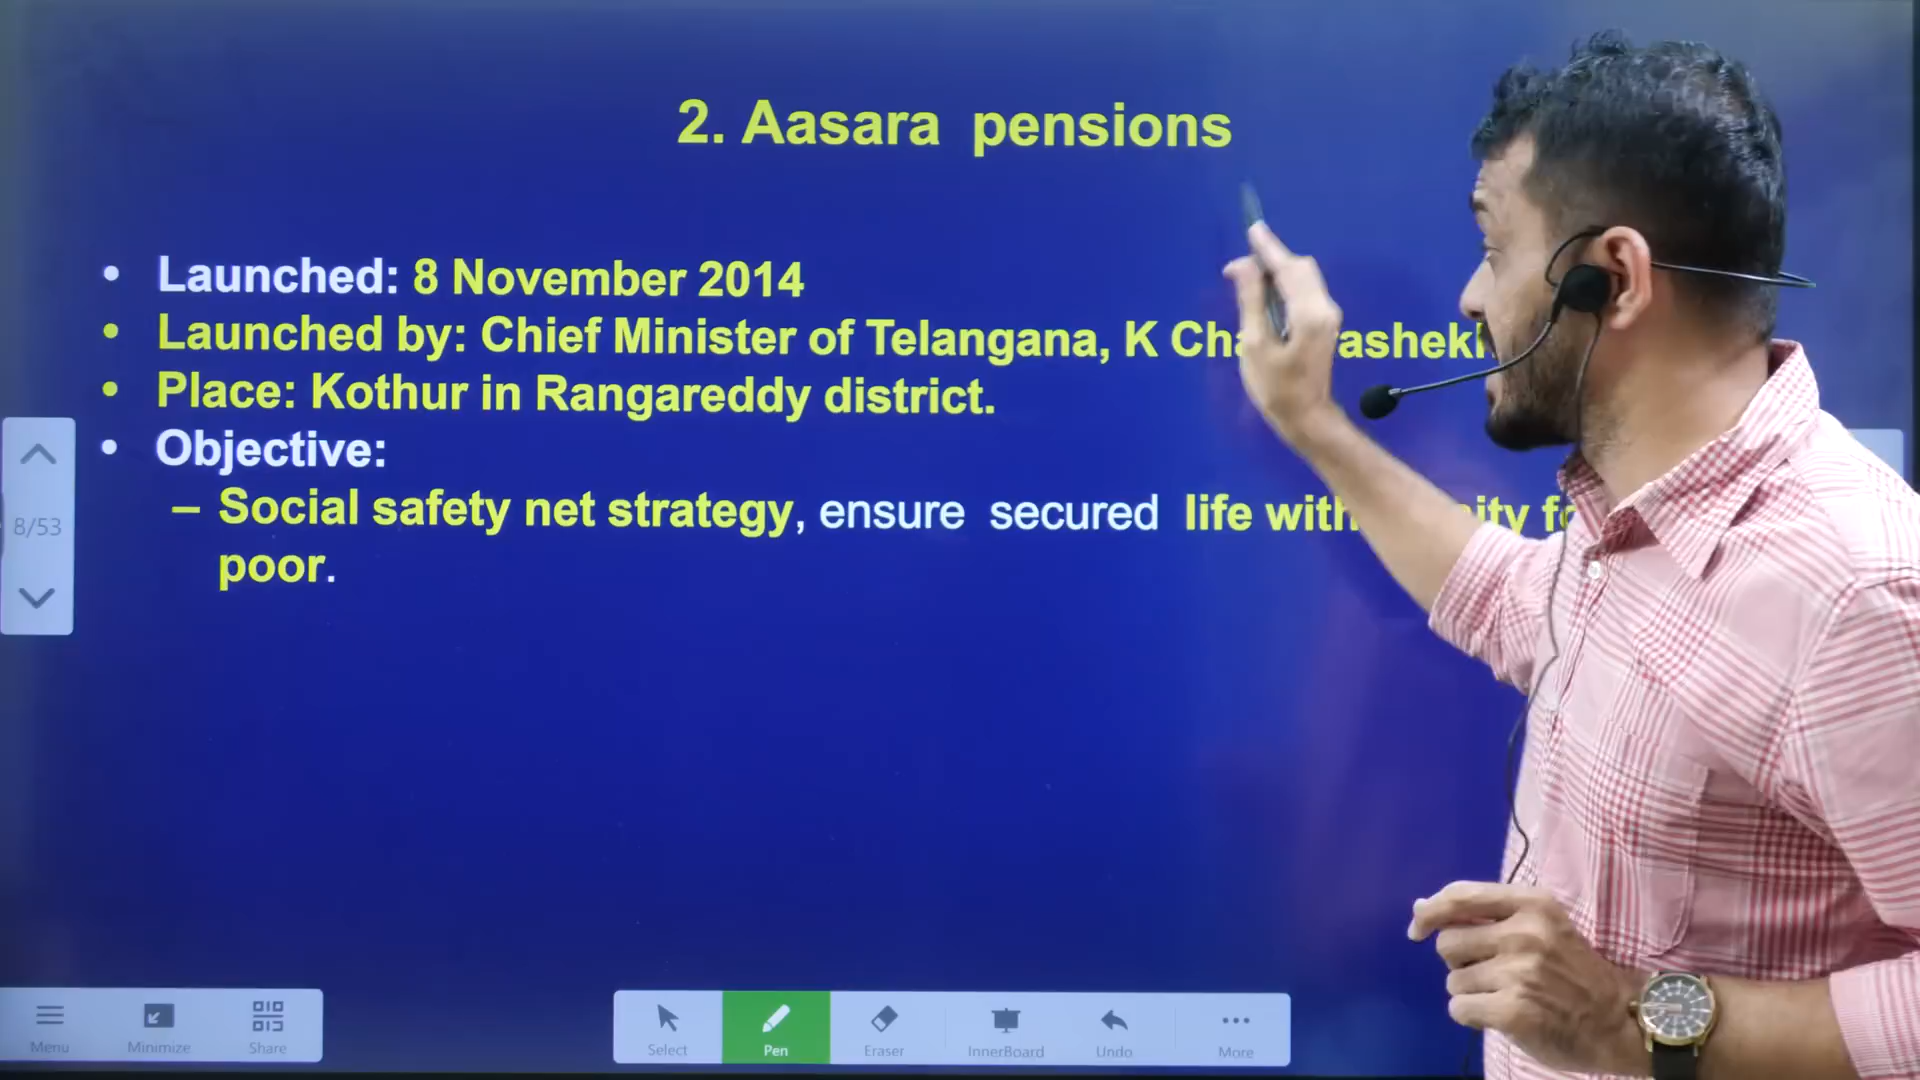 2. Aasara pensions
• Launched: 8 November 2014
• Launched by: Chief Minister of Telangana, K
• Place: Kothur in Rangareddy district.
• Objective:
– Social safety net strategy, ensure secured life with
poor.
8/53
Menu Minimize Share Select Pen Eraser InnerBoard Undo More